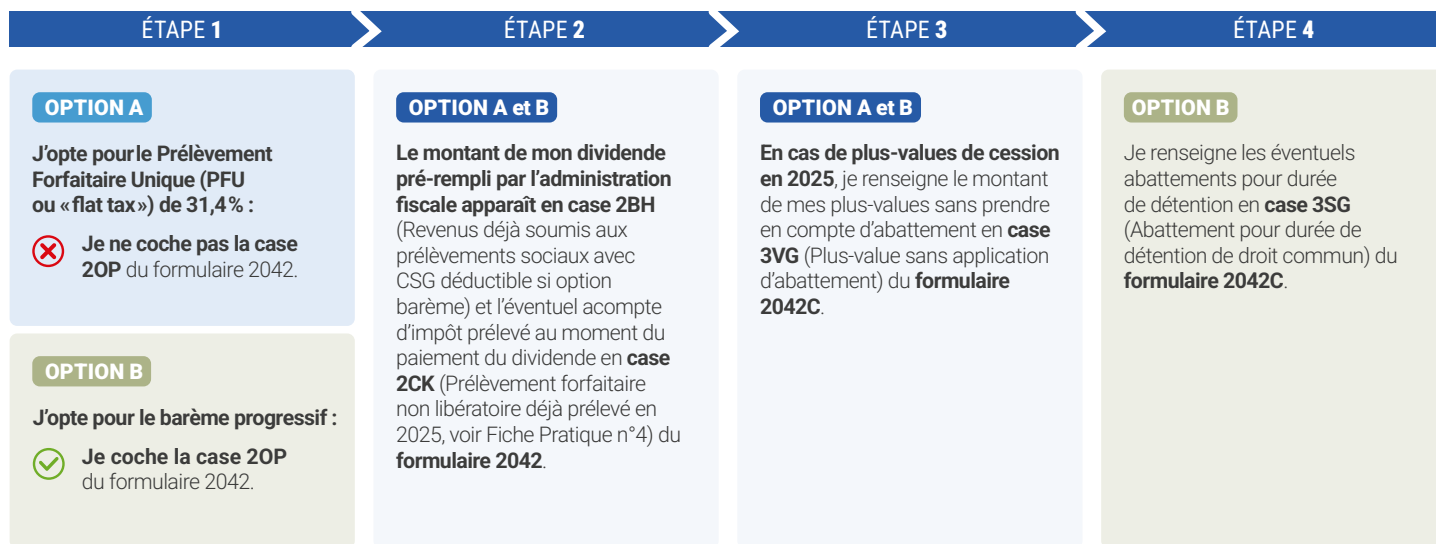 ÉTAPE 1
ÉTAPE 2
ÉTAPE 3
ÉTAPE 4
OPTION A
J'opte pour le Prélèvement
Forfaitaire Unique (PFU
ou «flat tax») de 31,4% :
Je ne coche pas la case
2OP du formulaire 2042.
OPTION B
J'opte pour le barème progressif :
Je coche la case 2OP
du formulaire 2042.
OPTION A et B
Le montant de mon dividende
pré-rempli par l'administration
fiscale apparaît en case 2BH
(Revenus déjà soumis aux
prélèvements sociaux avec
CSG déductible si option
barème) et l'éventuel acompte
d'impôt prélevé au moment du
paiement du dividende en case
2CK (Prélèvement forfaitaire
non libératoire déjà prélevé en
2025, voir Fiche Pratique n°4) du
formulaire 2042.
OPTION A et B
En cas de plus-values de cession
en 2025, je renseigne le montant
de mes plus-values sans prendre
en compte d'abattement en case
3VG (Plus-value sans application
d'abattement) du formulaire
2042C.
OPTION B
Je renseigne les éventuels
abattements pour durée
de détention en case 3SG
(Abattement pour durée de
détention de droit commun) du
formulaire 2042C.